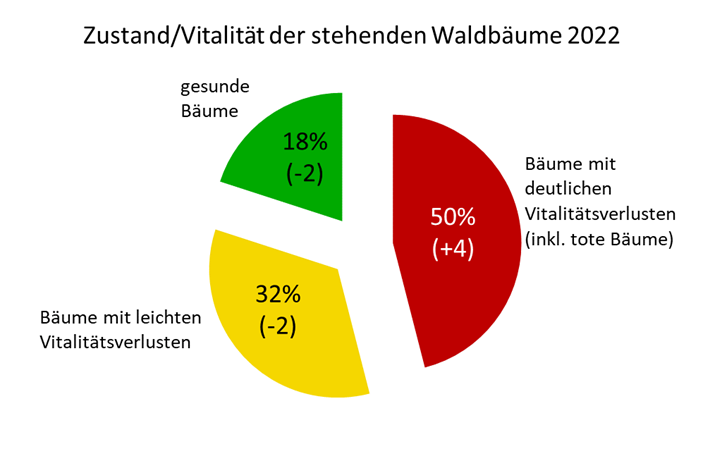 Zustand/Vitalität der stehenden Waldbäume 2022
gesunde
Bäume
18%
(-2)
Bäume mit
deutlichen
Vitalitätsverlusten
(inkl. tote Bäume)
50%
(+4)
32%
(-2)
Bäume mit leichten
Vitalitätsverlusten